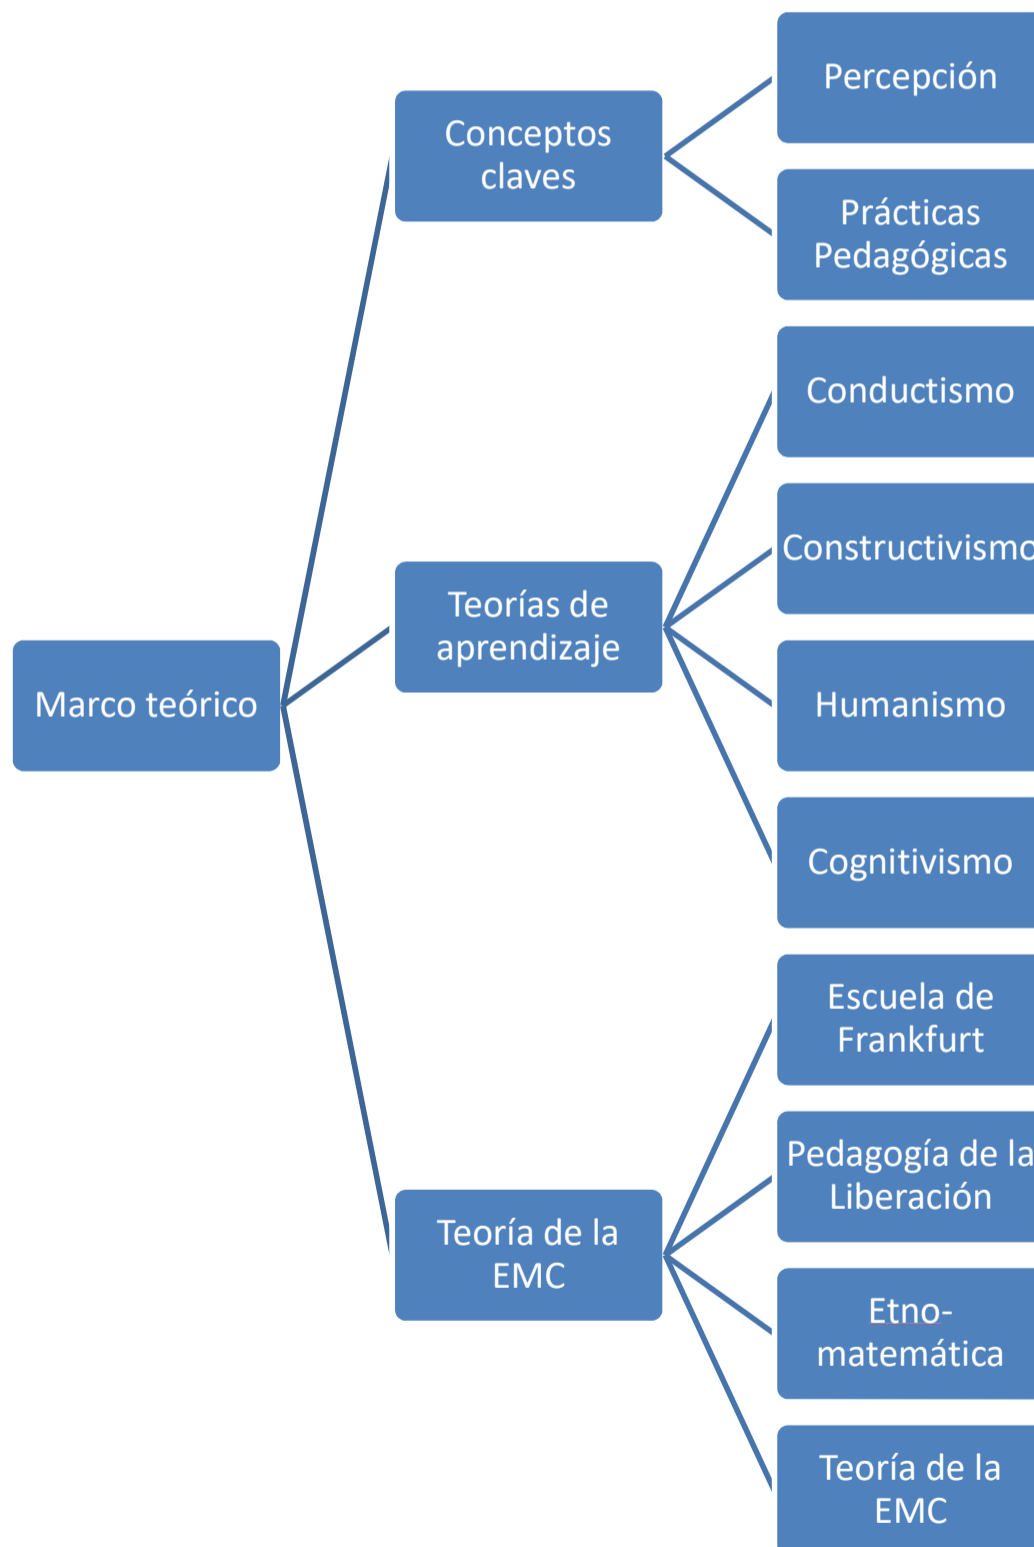 Marco teórico
Conceptos
claves
Percepción
Prácticas
Pedagógicas
Teorías de
aprendizaje
Conductismo
Constructivismo
Humanismo
Cognitivismo
Teoría de la
EMC
Escuela de
Frankfurt
Pedagogía de la
Liberación
Etno-
matemática
Teoría de la
EMC